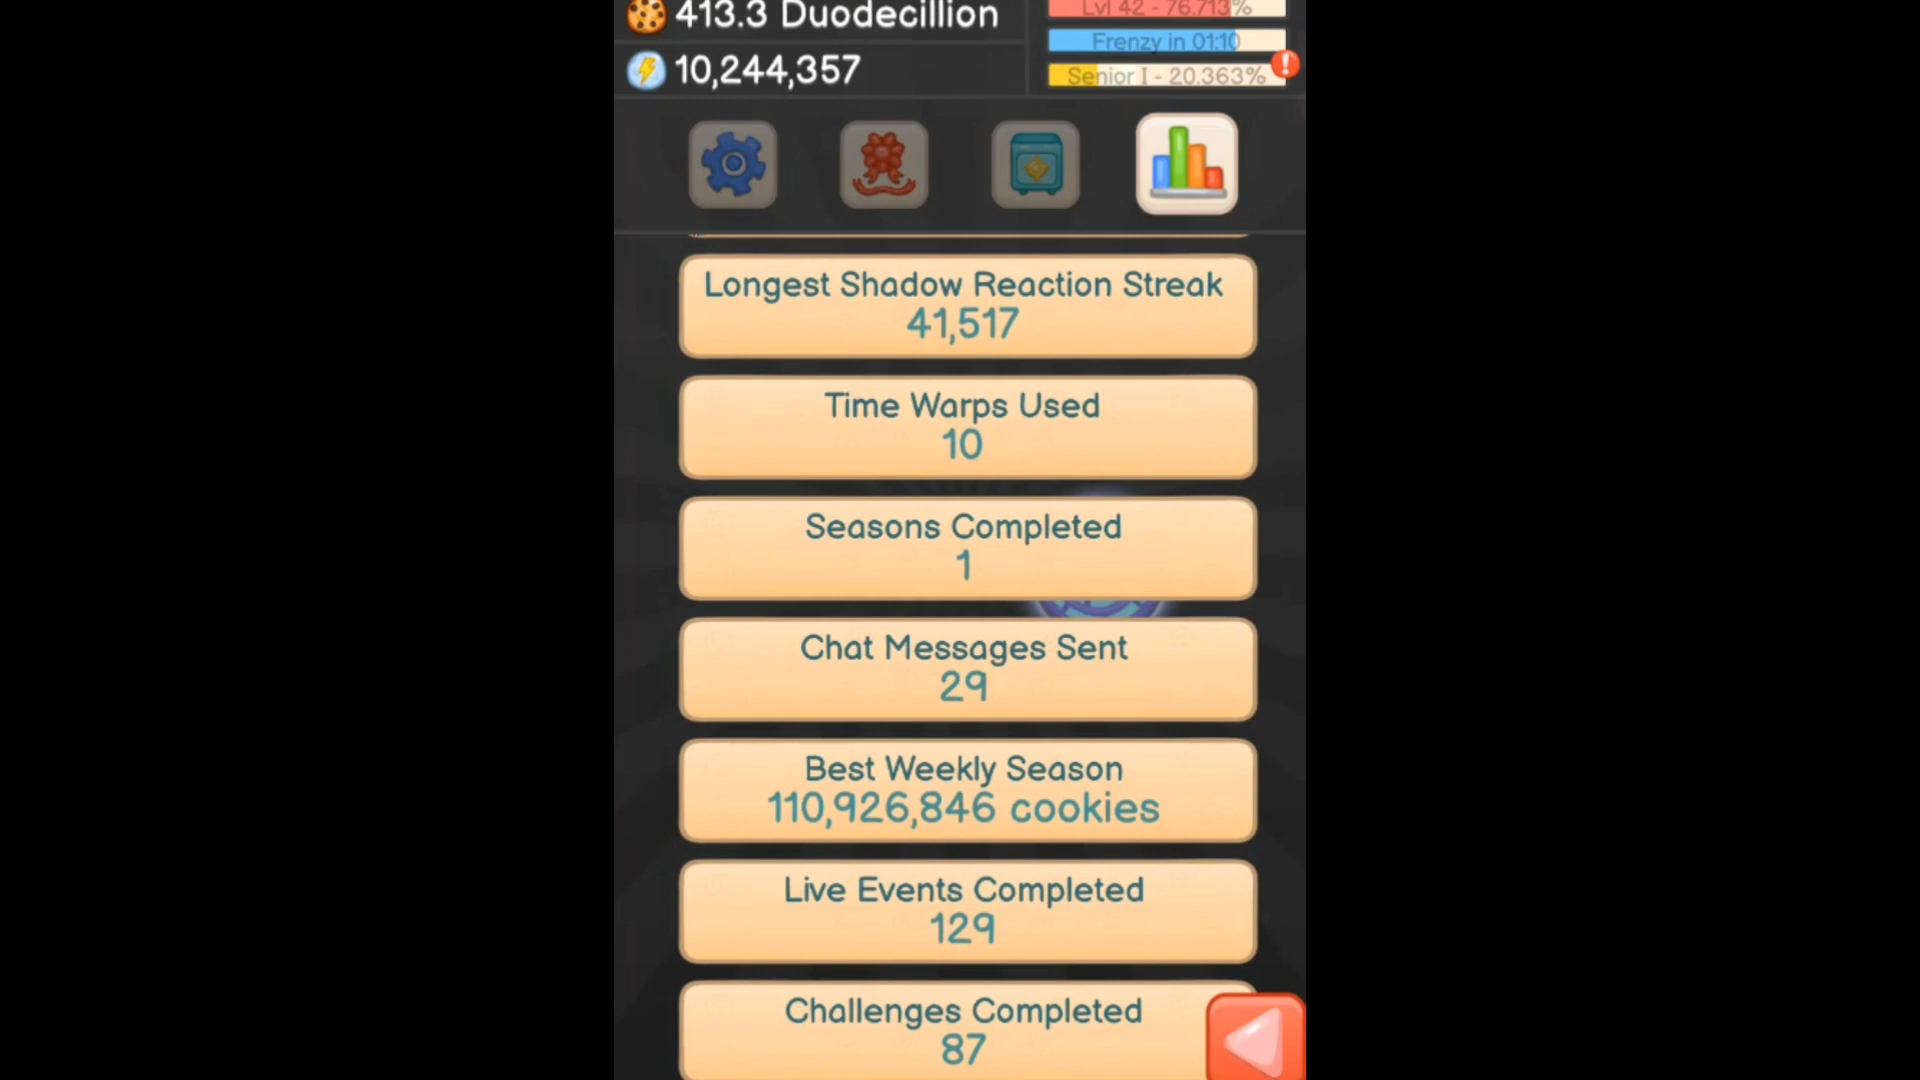 413.3 Duodecillion
Lvl 42 - 76.713%
Frenzy in 01:10
10,244,357
Senior I - 20.363%
!
Longest Shadow Reaction Streak
41,517
Time Warps Used
10
Seasons Completed
1
Chat Messages Sent
29
Best Weekly Season
110,926,846 cookies
Live Events Completed
129
Challenges Completed
87